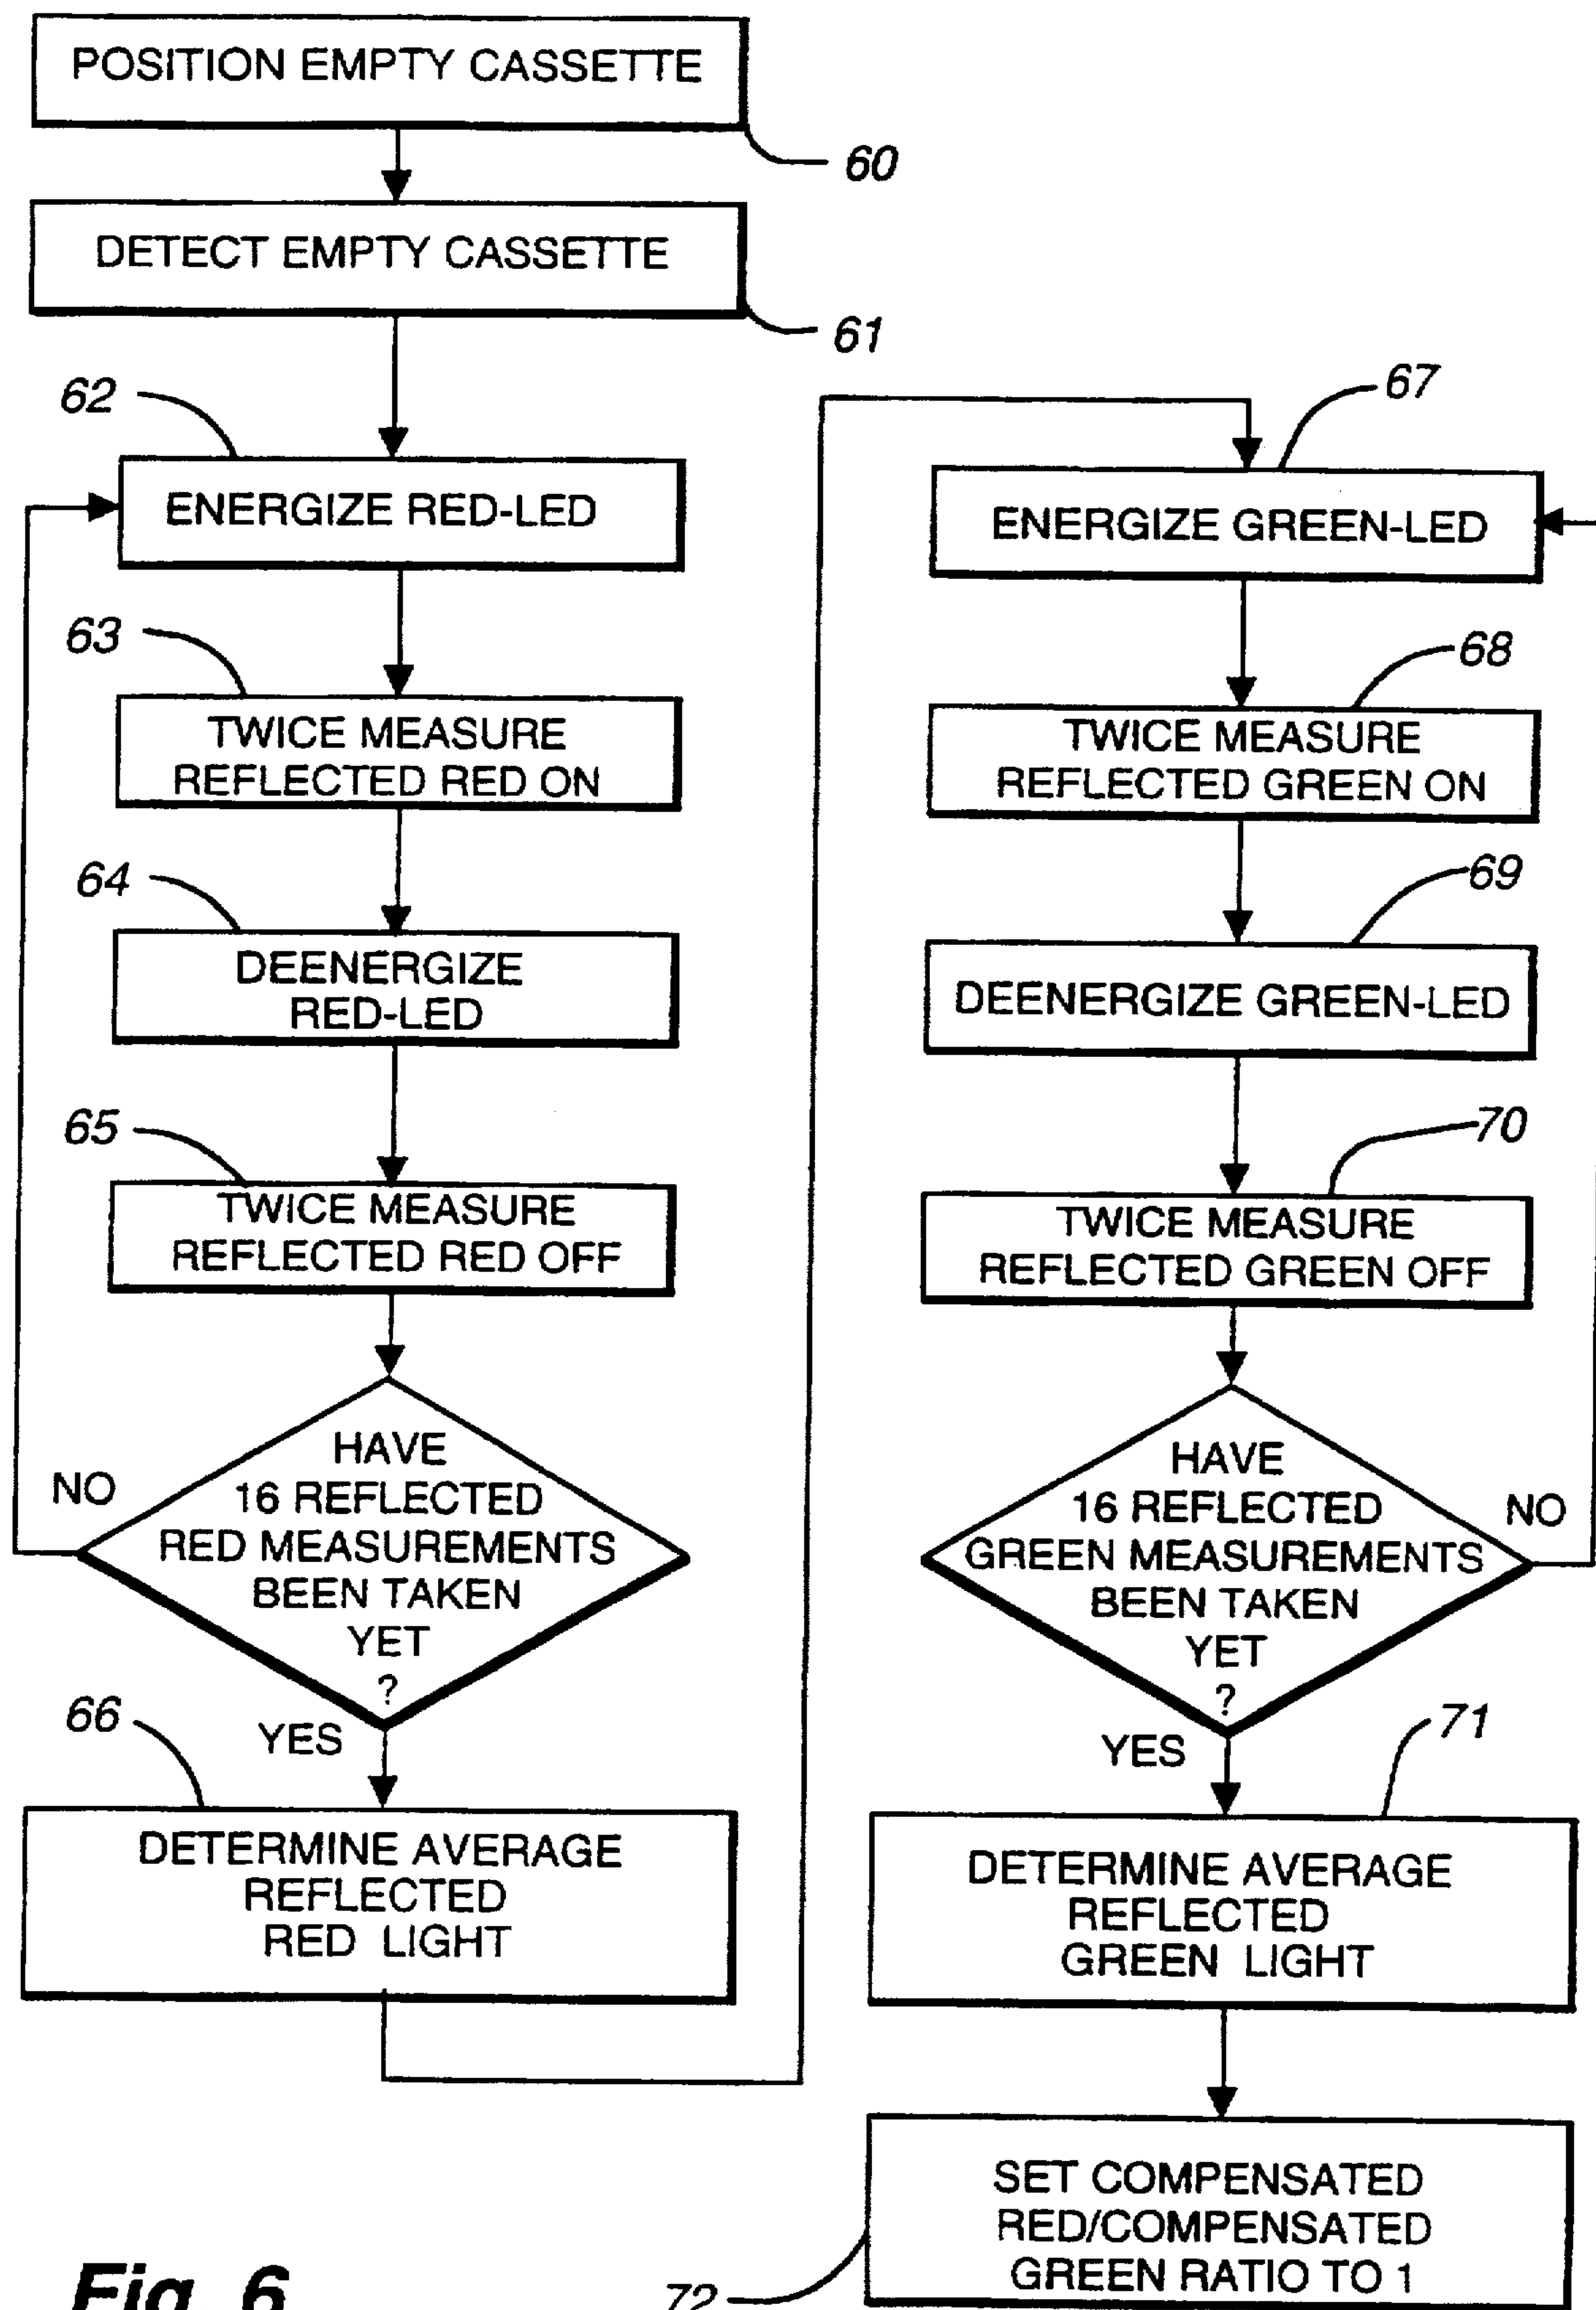 POSITION EMPTY CASSETTE
60
DETECT EMPTY CASSETTE
61
62
ENERGIZE RED-LED
63
TWICE MEASURE
REFLECTED RED ON
64
DEENERGIZE
RED-LED
65
TWICE MEASURE
REFLECTED RED OFF
HAVE
16 REFLECTED
RED MEASUREMENTS
BEEN TAKEN
YET
?
NO
YES
66
DETERMINE AVERAGE
REFLECTED
RED LIGHT
67
ENERGIZE GREEN-LED
68
TWICE MEASURE
REFLECTED GREEN ON
69
DEENERGIZE GREEN-LED
70
TWICE MEASURE
REFLECTED GREEN OFF
HAVE
16 REFLECTED
GREEN MEASUREMENTS
BEEN TAKEN
YET
?
NO
YES
71
DETERMINE AVERAGE
REFLECTED
GREEN LIGHT
SET COMPENSATED
RED/COMPENSATED
GREEN RATIO TO 1
72
Fig. 6